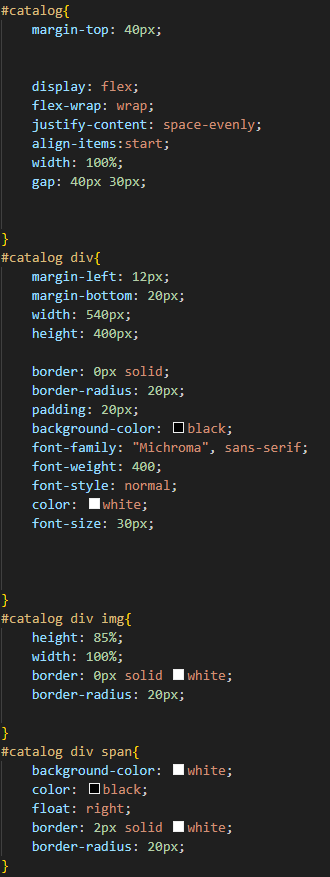 #catalog{
    margin-top: 40px;
    display: flex;
    flex-wrap: wrap;
    justify-content: space-evenly;
    align-items:start;
    width: 100%;
    gap: 40px 30px;
}
#catalog div{
    margin-left: 12px;
    margin-bottom: 20px;
    width: 540px;
    height: 400px;
    border: 0px solid;
    border-radius: 20px;
    padding: 20px;
    background-color: black;
    font-family: "Michroma", sans-serif;
    font-weight: 400;
    font-style: normal;
    color: white;
    font-size: 30px;
}
#catalog div img{
    height: 85%;
    width: 100%;
    border: 0px solid white;
    border-radius: 20px;
}
#catalog div span{
    background-color: white;
    color: black;
    float: right;
    border: 2px solid white;
    border-radius: 20px;
}